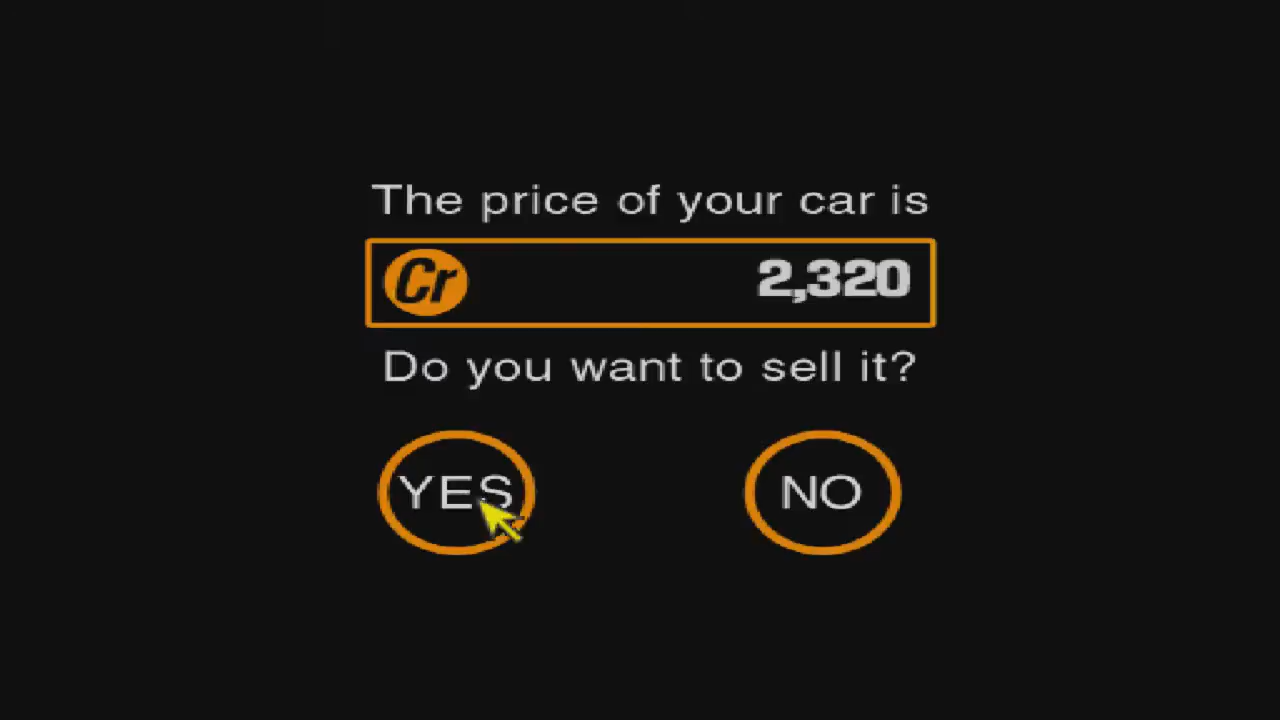 The price of your car is
Cr 2,320
Do you want to sell it?
YES NO